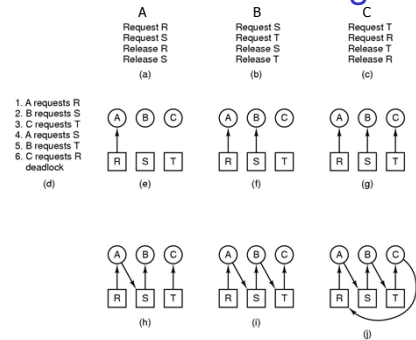 A
Request R
Request S
Release R
Release S
(a)
B
Request S
Request T
Release S
Release T
(b)
C
Request T
Request R
Release T
Release R
(c)
1. A requests R
2. B requests S
3. C requests T
4. A requests S
5. B requests T
6. C requests R
deadlock
(d)
A B C
R S T
(e)
A B C
R S T
(f)
A B C
R S T
(g)
A B C
R S T
(h)
A B C
R S T
(i)
A B C
R S T
(j)